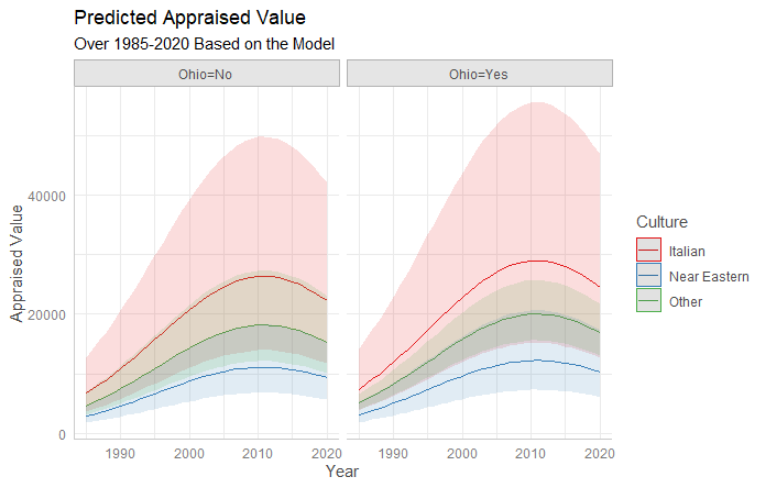 Predicted Appraised Value
Over 1985-2020 Based on the Model
Ohio=No
Ohio=Yes
40000
20000
0
Appraised Value
1990
2000
2010
2020
1990
2000
2010
2020
Year
Culture
Italian
Near Eastern
Other